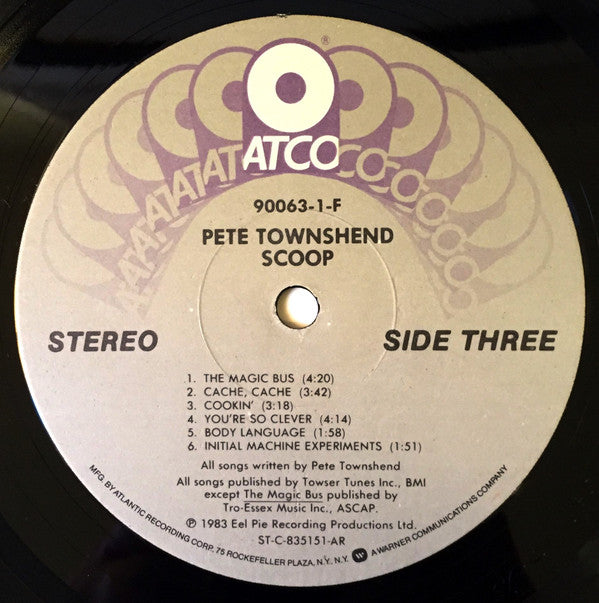 ®
ATCO
90063-1-F
PETE TOWNSHEND
SCOOP
STEREO
SIDE THREE
1. THE MAGIC BUS (4:20)
2. CACHE, CACHE (3:42)
3. COOKIN' (3:18)
4. YOU'RE SO CLEVER (4:14)
5. BODY LANGUAGE (1:58)
6. INITIAL MACHINE EXPERIMENTS (1:51)
All songs written by Pete Townshend
All songs published by Towser Tunes Inc., BMI
except The Magic Bus published by
Tro-Essex Music Inc., ASCAP.
℗ 1983 Eel Pie Recording Productions Ltd.
ST-C-835151-AR
MFG. BY ATLANTIC RECORDING CORP., 75 ROCKEFELLER PLAZA, N.Y. N.Y. A WARNER COMMUNICATIONS COMPANY